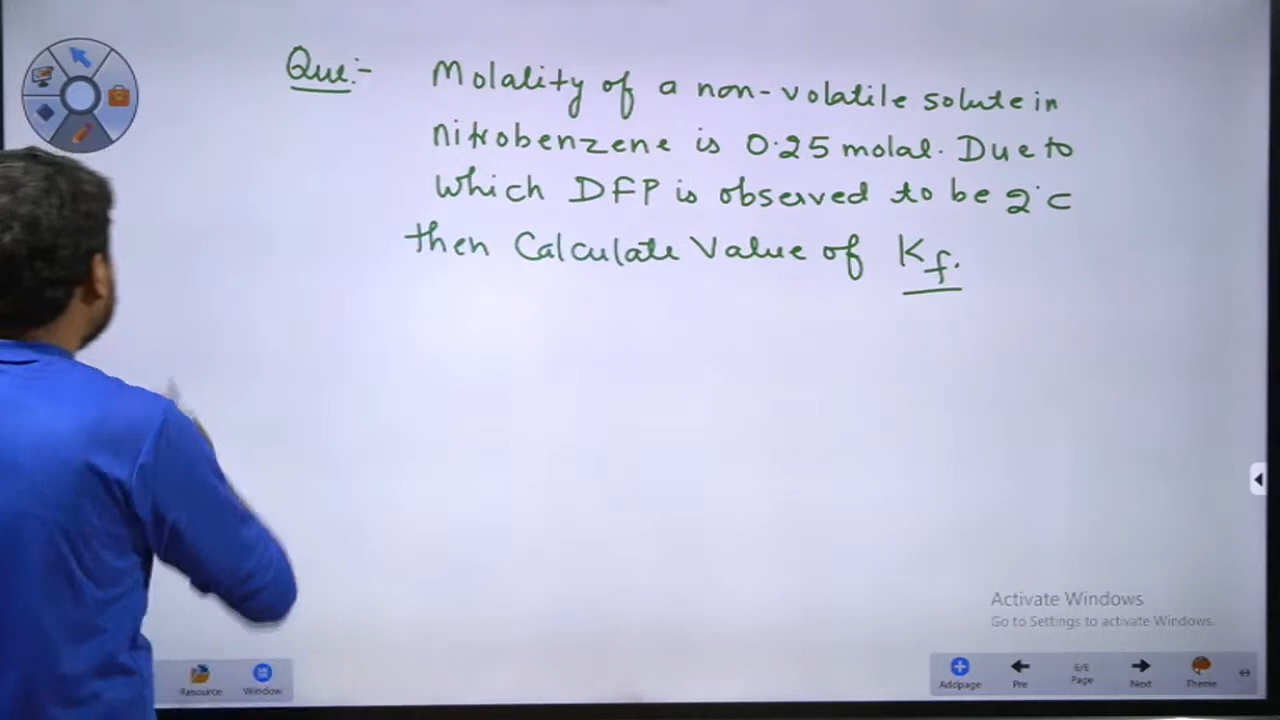 Que:-
Molality of a non-volatile solute in
nitrobenzene is 0.25 molal. Due to
which DFP is observed to be 2°C
then Calculate Value of Kf.
Activate Windows
Go to Settings to activate Windows.
Resource
Window
Addpage
Pre
6/6
Page
Next
Theme